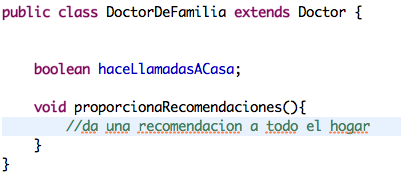 public class DoctorDeFamilia extends Doctor {
boolean haceLlamadasACasa;
void proporcionaRecomendaciones(){
//da una recomendacion a todo el hogar
}
}